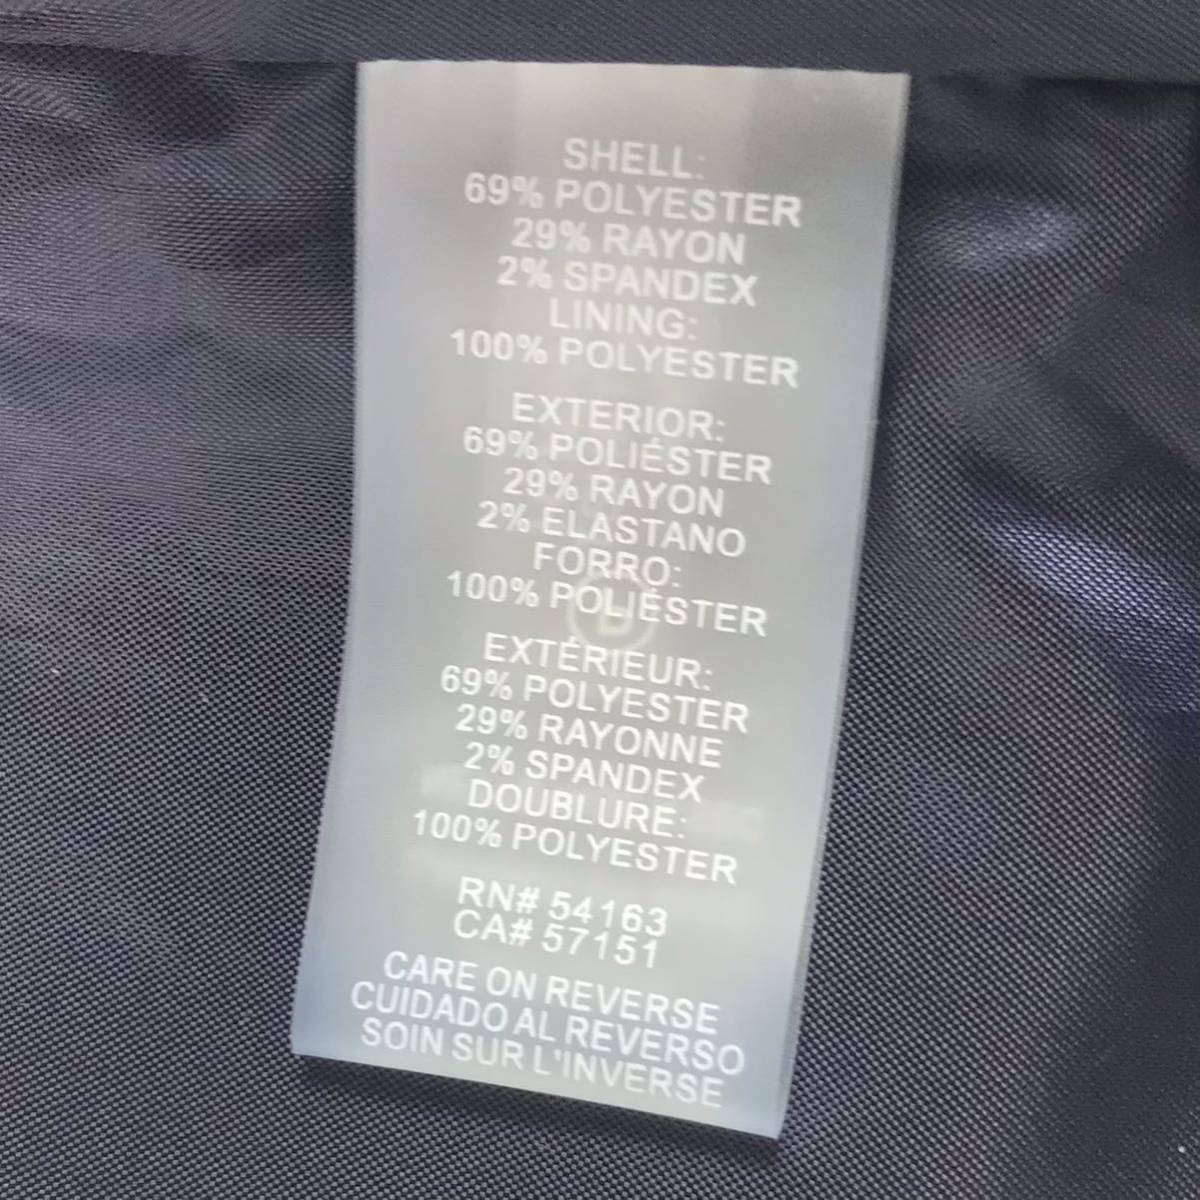 SHELL:
69% POLYESTER
29% RAYON
2% SPANDEX
LINING:
100% POLYESTER
EXTERIOR:
69% POLIÉSTER
29% RAYON
2% ELASTANO
FORRO:
100% POLIÉSTER
EXTÉRIEUR:
69% POLYESTER
29% RAYONNE
2% SPANDEX
DOUBLURE:
100% POLYESTER
RN# 54163
CA# 57151
CARE ON REVERSE
CUIDADO AL REVERSO
SOIN SUR L'INVERSE